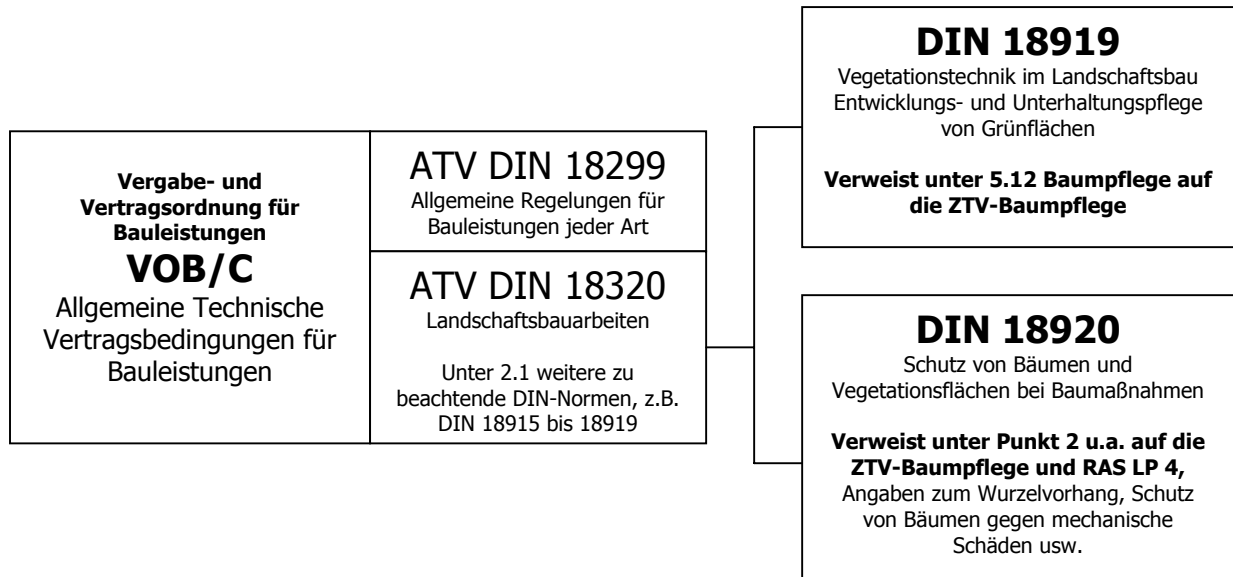 Vergabe- und
Vertragsordnung für
Bauleistungen
VOB/C
Allgemeine Technische
Vertragsbedingungen für
Bauleistungen
ATV DIN 18299
Allgemeine Regelungen für
Bauleistungen jeder Art
ATV DIN 18320
Landschaftsbauarbeiten
Unter 2.1 weitere zu
beachtende DIN-Normen, z.B.
DIN 18915 bis 18919
DIN 18919
Vegetationstechnik im Landschaftsbau
Entwicklungs- und Unterhaltungspflege
von Grünflächen
Verweist unter 5.12 Baumpflege auf
die ZTV-Baumpflege
DIN 18920
Schutz von Bäumen und
Vegetationsflächen bei Baumaßnahmen
Verweist unter Punkt 2 u.a. auf die
ZTV-Baumpflege und RAS LP 4,
Angaben zum Wurzelvorhang, Schutz
von Bäumen gegen mechanische
Schäden usw.